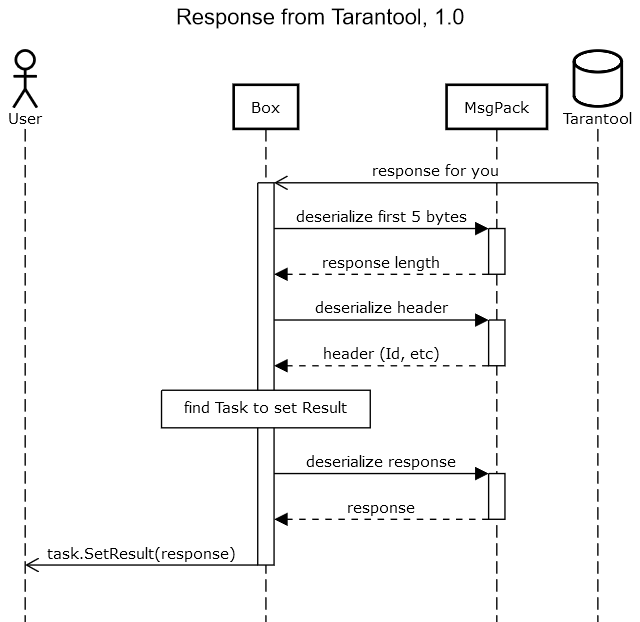 Response from Tarantool, 1.0
User
Box
MsgPack
Tarantool
response for you
deserialize first 5 bytes
response length
deserialize header
header (Id, etc)
find Task to set Result
deserialize response
response
task.SetResult(response)